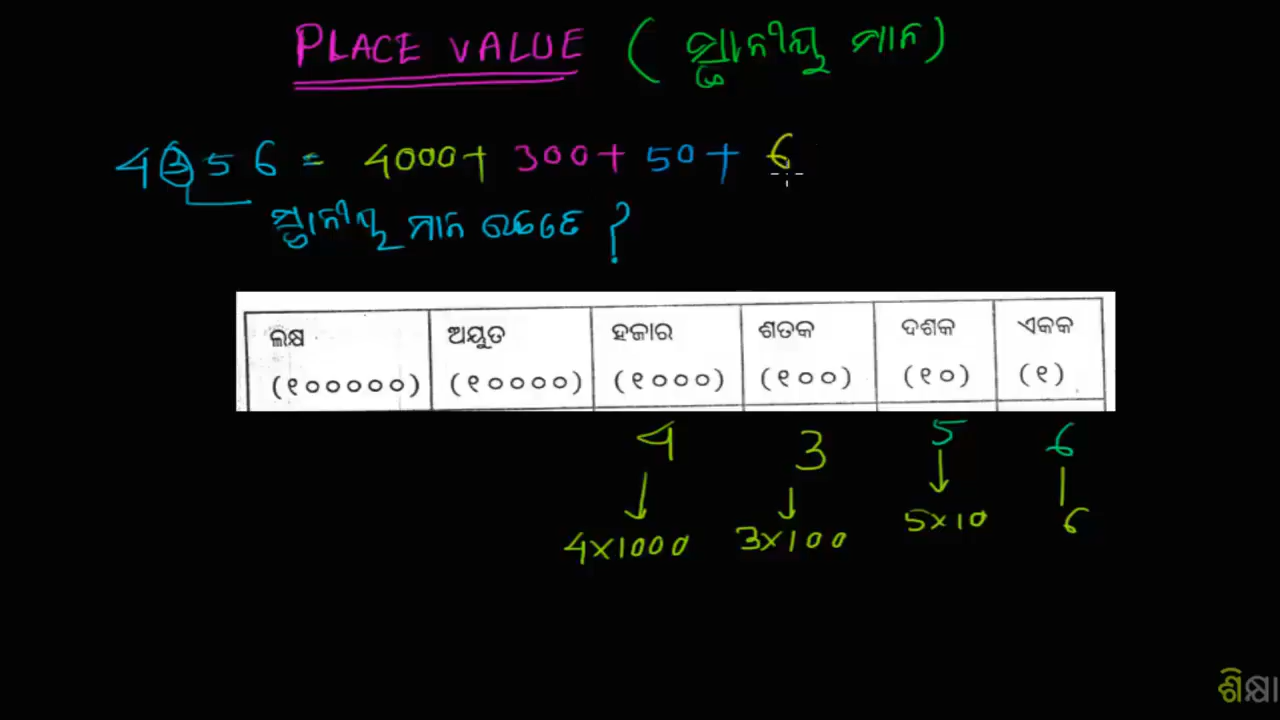 PLACE VALUE (ସ୍ଥାନୀୟ ମାନ)
4356 = 4000+ 300+ 50+ 6
ସ୍ଥାନୀୟ ମାନ କେତେ ?
ଲକ୍ଷ ଅୟୁତ ହଜାର ଶତକ ଦଶକ ଏକକ
(୧୦୦୦୦୦) (୧୦୦୦୦) (୧୦୦୦) (୧୦୦) (୧୦) (୧)
4 3 5 6
4×1000 3×100 5×10 6
ଶିକ୍ଷା